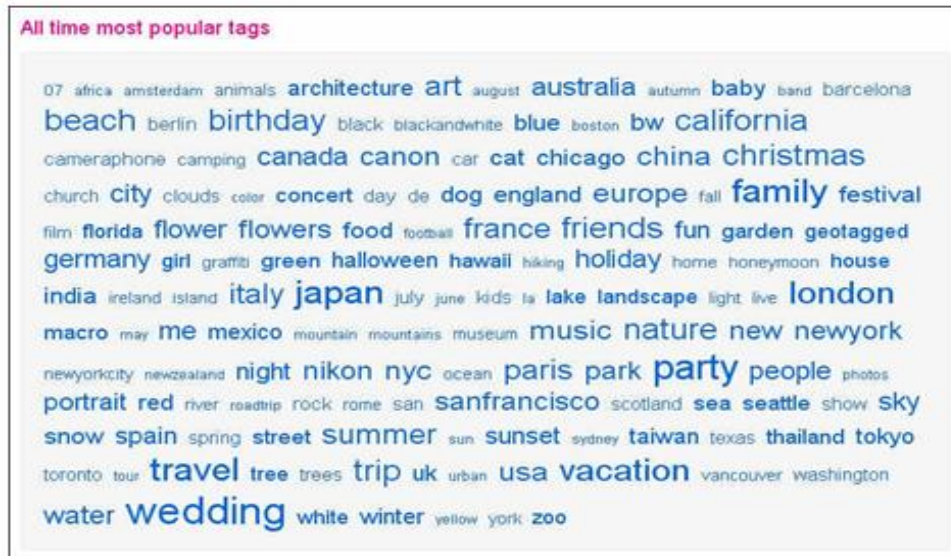 All time most popular tags
07 africa amsterdam animals architecture art august australia autumn baby band barcelona
beach berlin birthday black blackandwhite blue boston bw california
cameraphone camping canada canon car cat chicago china christmas
church city clouds color concert day de dog england europe fall family festival
film florida flower flowers food football france friends fun garden geotagged
germany girl graffiti green halloween hawaii hiking holiday home honeymoon house
india ireland island italy japan july june kids la lake landscape light live london
macro may me mexico mountain mountains museum music nature new newyork
newyorkcity newzealand night nikon nyc ocean paris park party people photos
portrait red river roadtrip rock rome san sanfrancisco scotland sea seattle show sky
snow spain spring street summer sun sunset sydney taiwan texas thailand tokyo
toronto tour travel tree trees trip uk urban usa vacation vancouver washington
water wedding white winter yellow york zoo